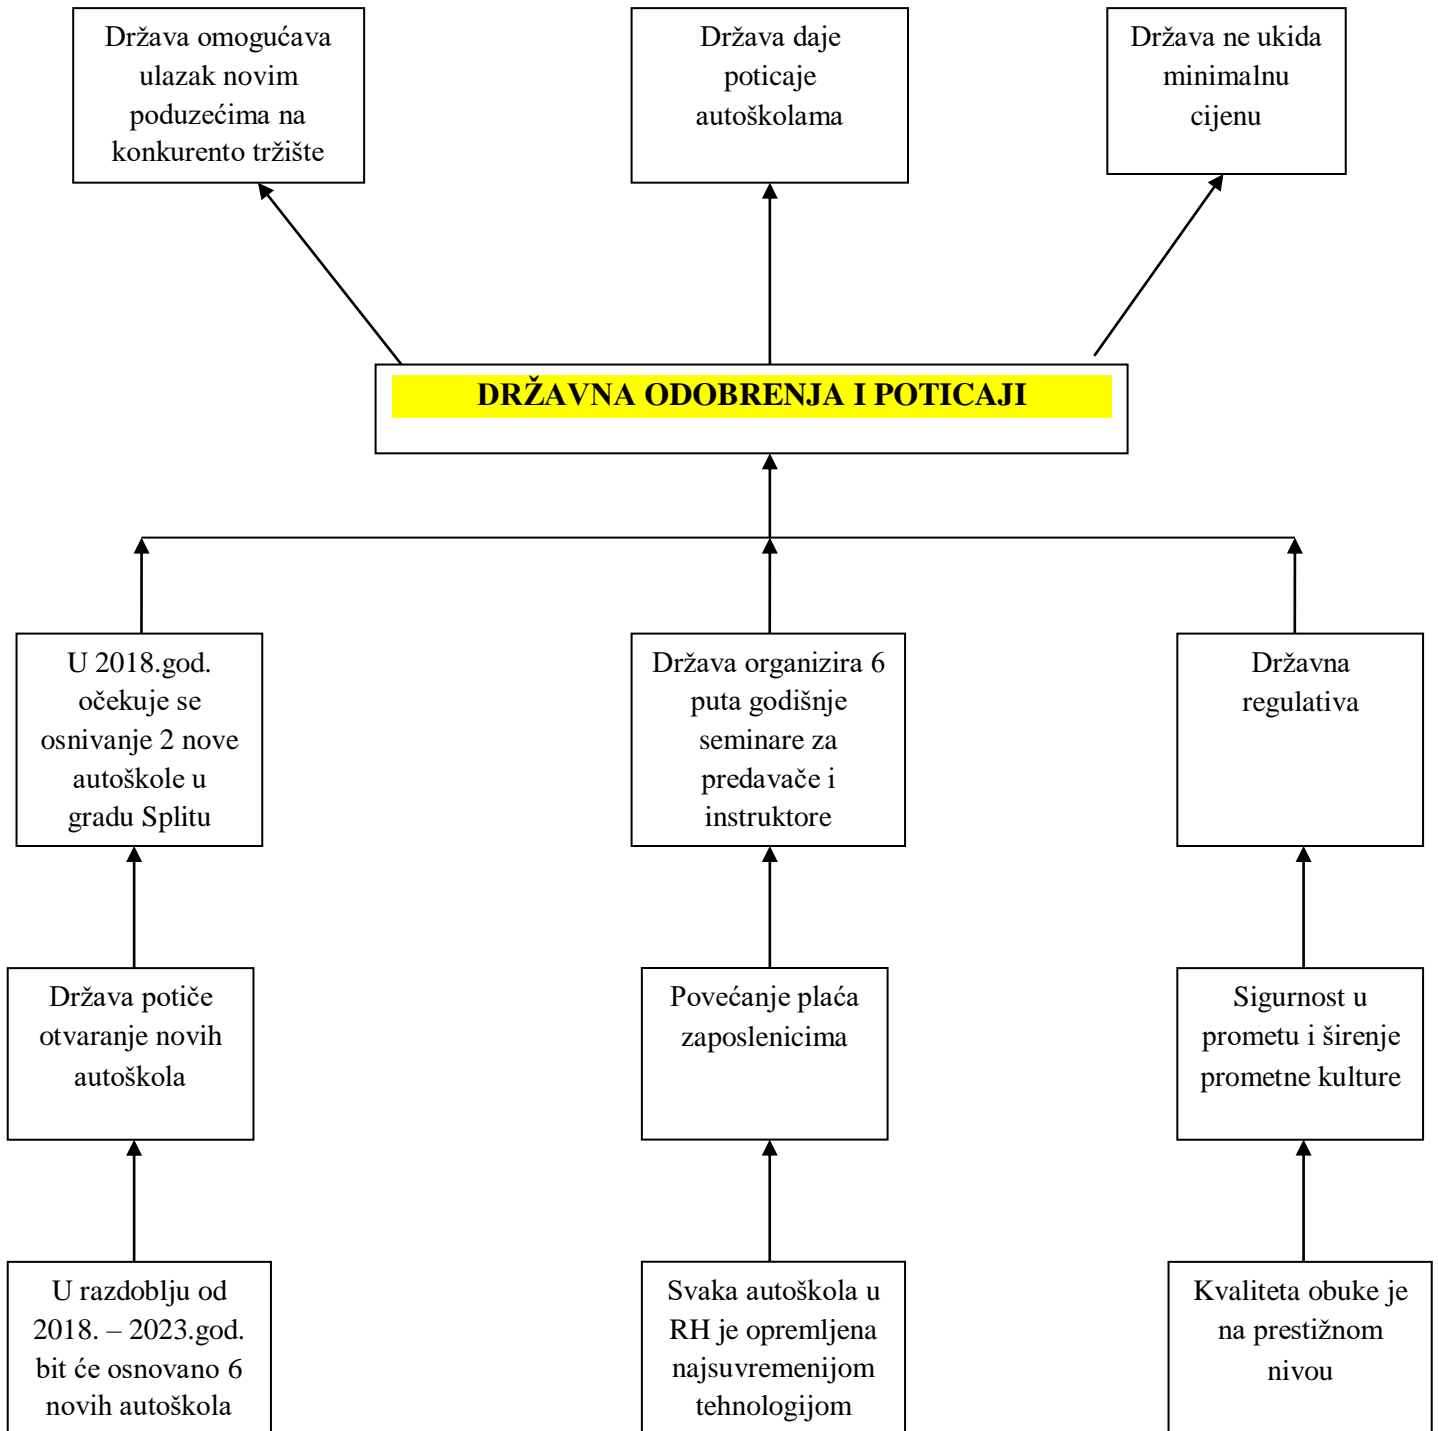 Država omogućava
ulazak novim
poduzećima na
konkurento tržište
Država daje
poticaje
autoškolama
Država ne ukida
minimalnu
cijenu
DRŽAVNA ODOBRENJA I POTICAJI
U 2018.god.
očekuje se
osnivanje 2 nove
autoškole u
gradu Splitu
Država organizira 6
puta godišnje
seminare za
predavače i
instruktore
Državna
regulativa
Država potiče
otvaranje novih
autoškola
Povećanje plaća
zaposlenicima
Sigurnost u
prometu i širenje
prometne kulture
U razdoblju od
2018. – 2023.god.
bit će osnovano 6
novih autoškola
Svaka autoškola u
RH je opremljena
najsuvremenijom
tehnologijom
Kvaliteta obuke je
na prestižnom
nivou